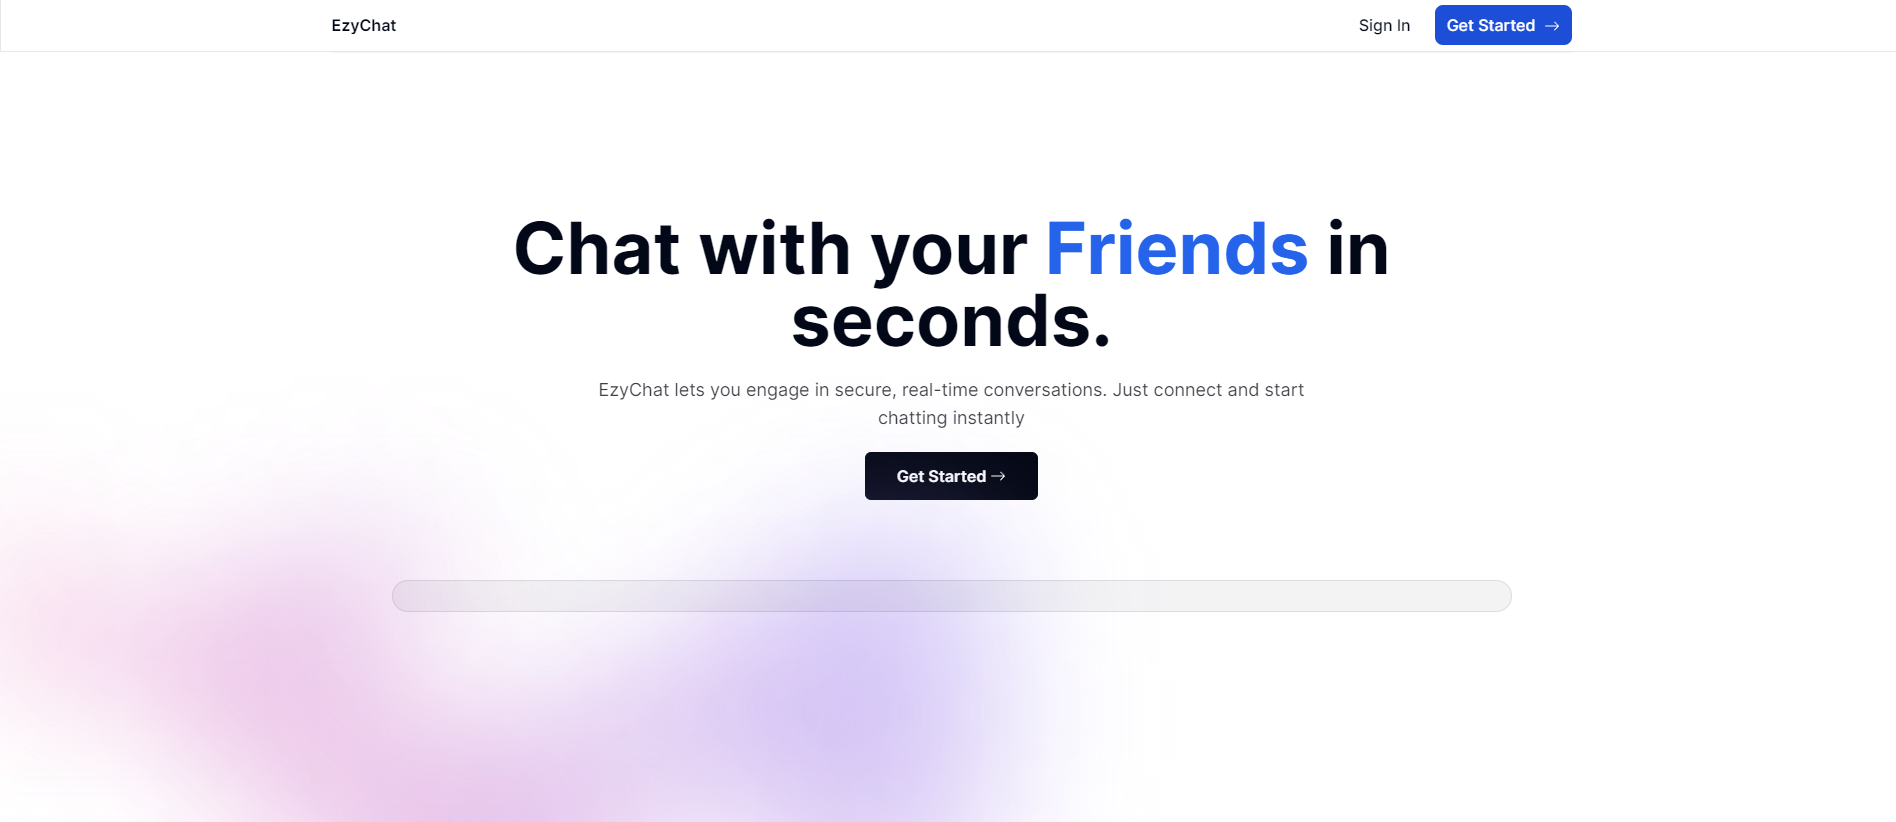 EzyChat
Sign In
Get Started →
Chat with your Friends in
seconds.
EzyChat lets you engage in secure, real-time conversations. Just connect and start
chatting instantly
Get Started →